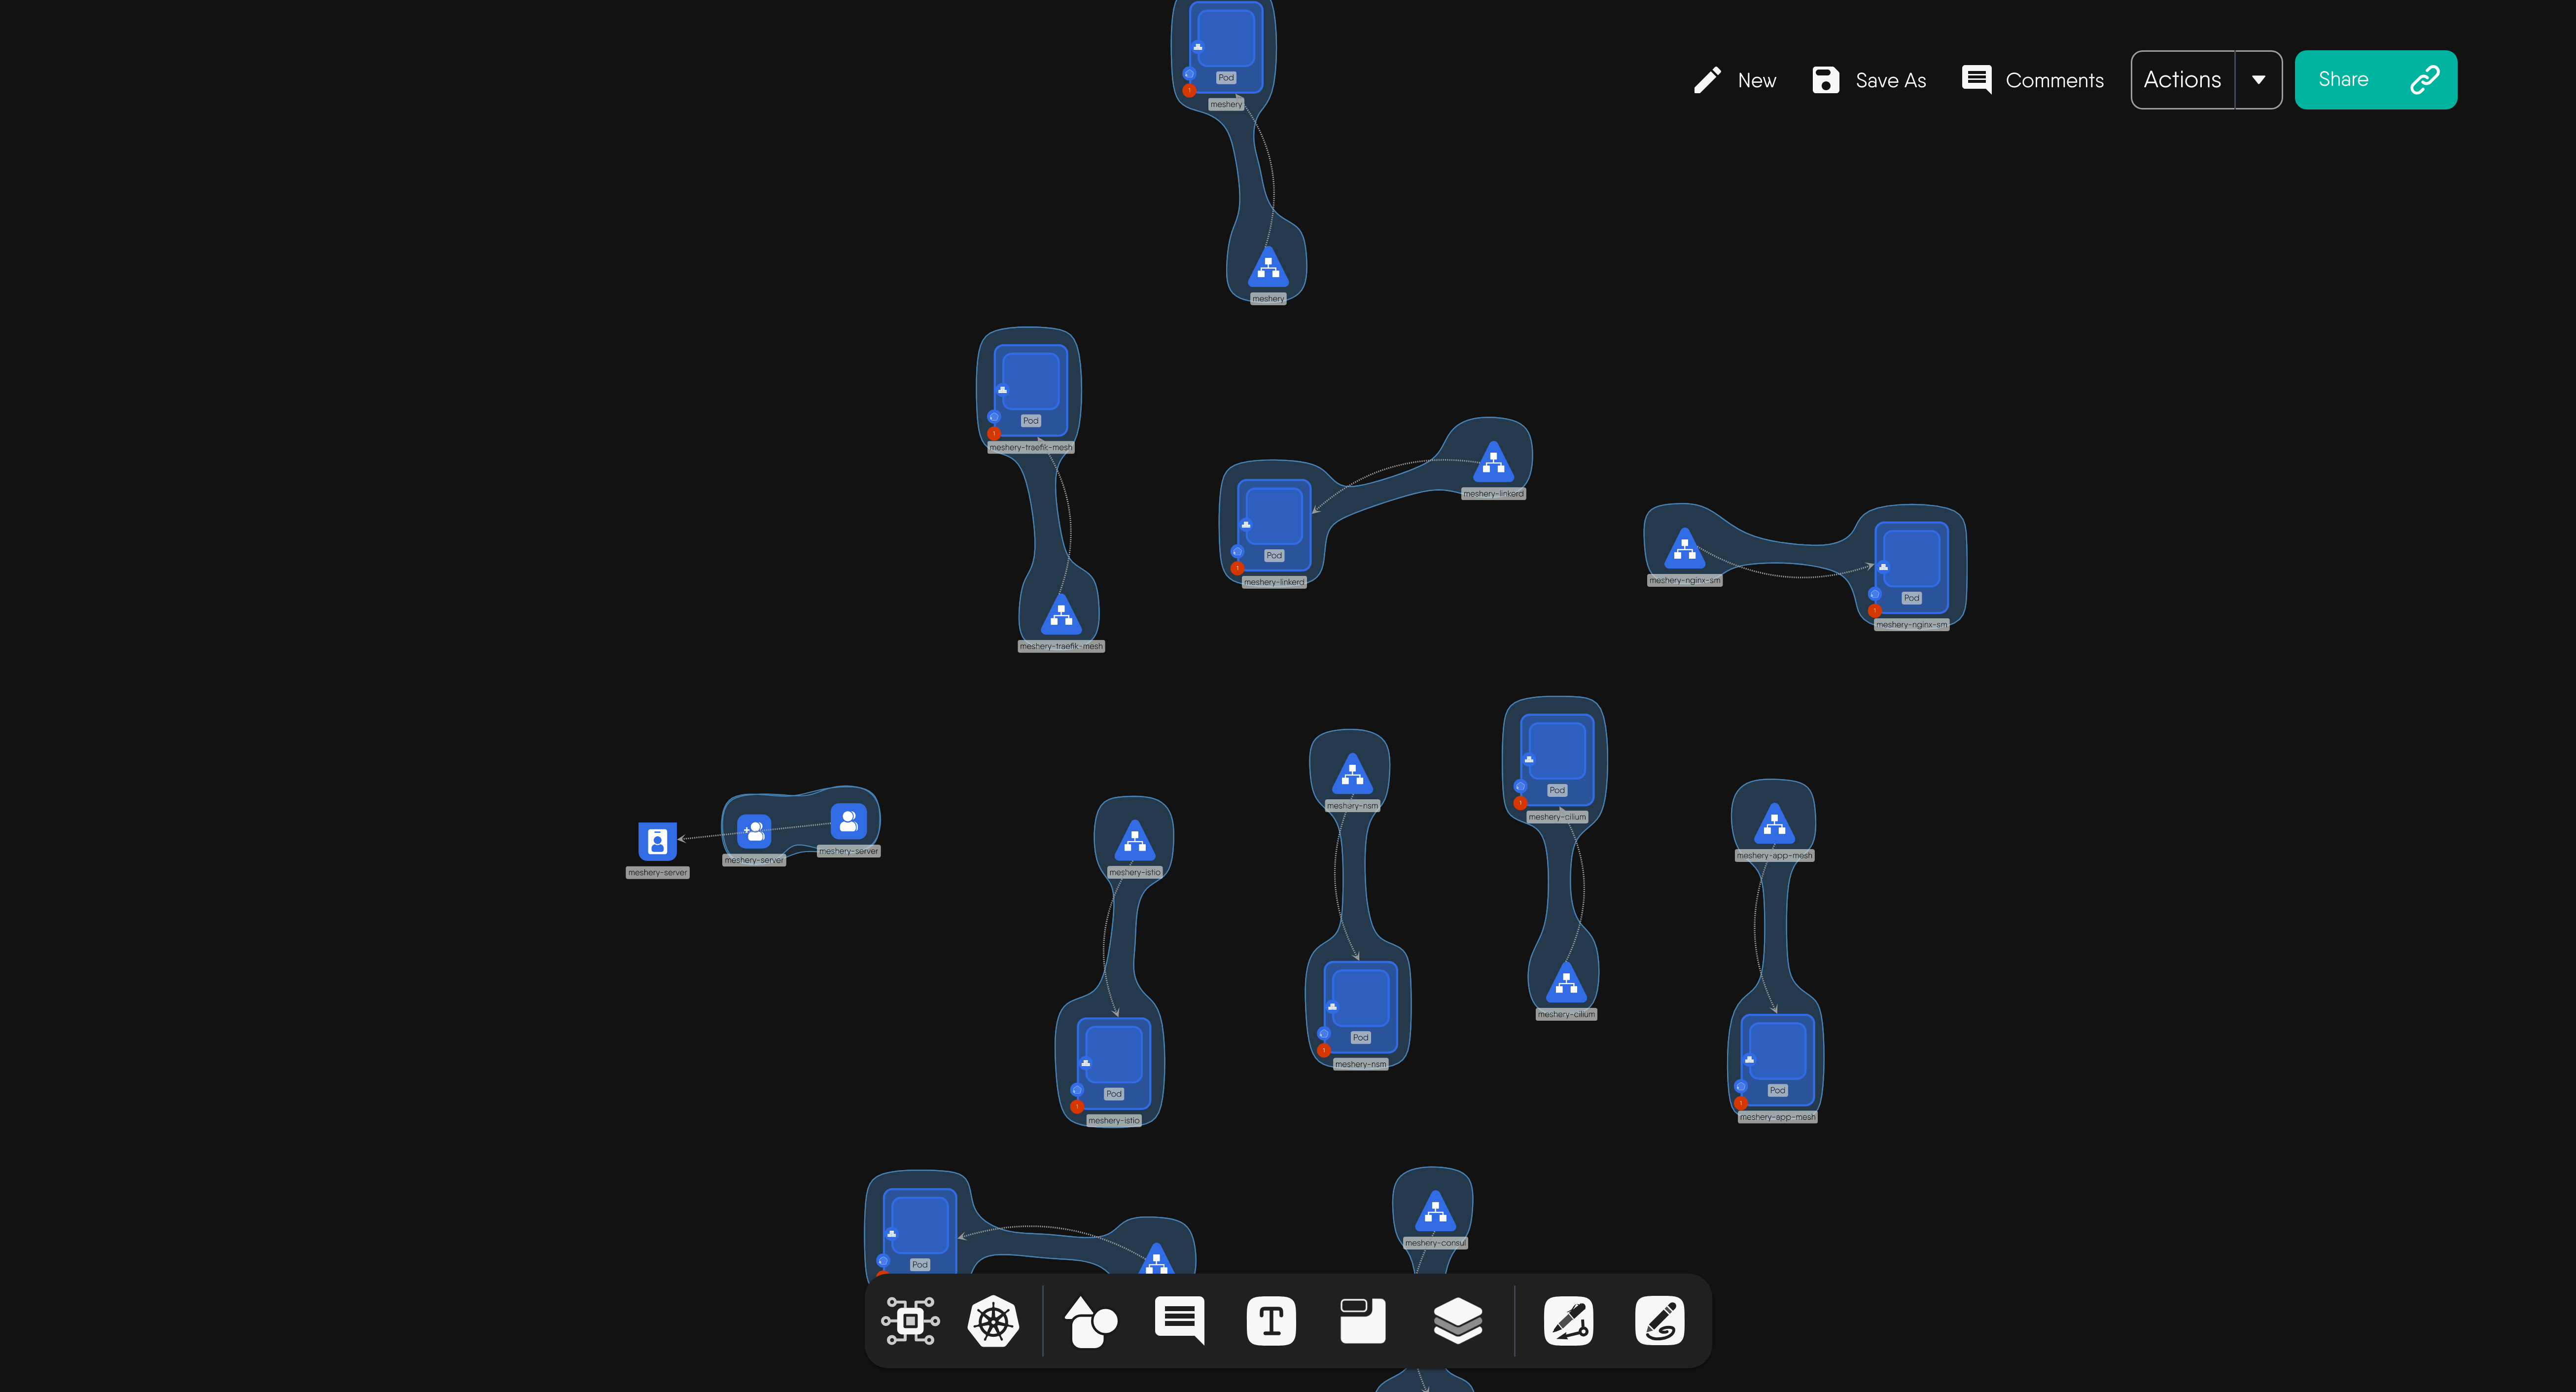 Pod
meshery
New
Save As
Comments
Actions
Share
meshery
Pod
meshery-traefik-mesh
meshery-linkerd
Pod
meshery-linkerd
meshery-nginx-sm
Pod
meshery-nginx-sm
meshery-traefik-mesh
meshery-server
meshery-server
meshery-server
meshery-istio
meshery-nsm
Pod
meshery-cilium
meshery-app-mesh
Pod
meshery-istio
Pod
meshery-nsm
meshery-cilium
Pod
meshery-app-mesh
Pod
meshery-consul
T